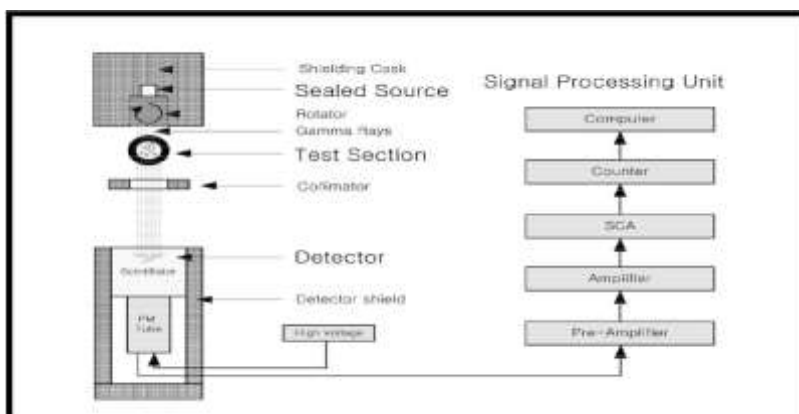 Shielding Cask
Sealed Source
Rotator
Gamma Rays
Test Section
Collimator
Detector
Scintillator
Detector shield
PM
Tube
High Voltage
Signal Processing Unit
Computer
Counter
SCA
Amplifier
Pre-Amplifier